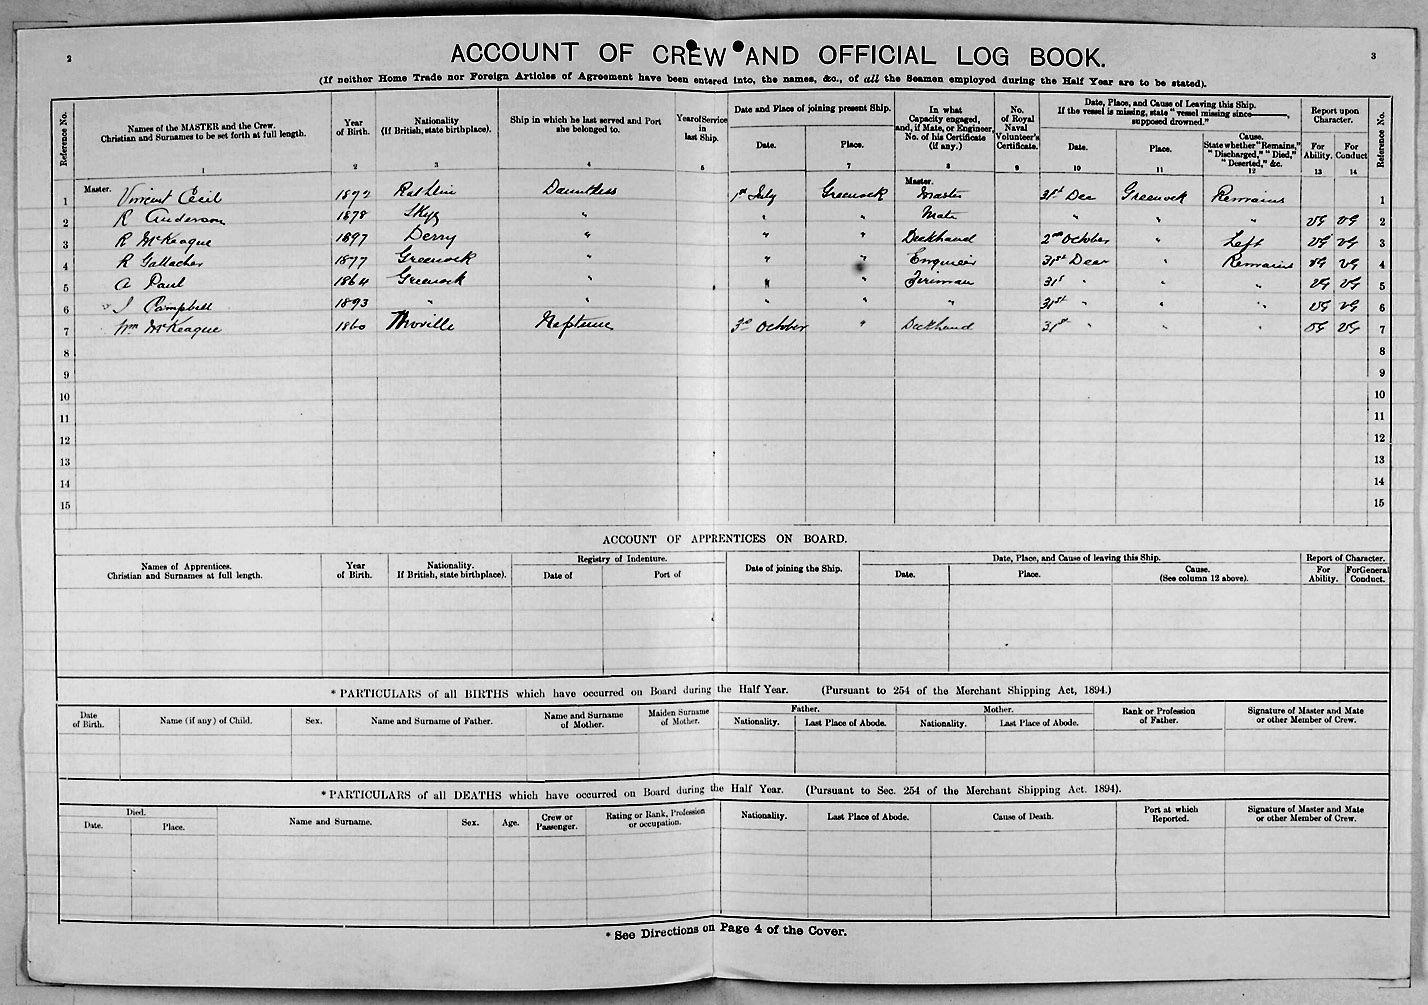 2
3
ACCOUNT OF CREW AND OFFICIAL LOG BOOK.
(If neither Home Trade nor Foreign Articles of Agreement have been entered into, the names, &c., of all the Seamen employed during the Half Year are to be stated).
Reference No.
Names of the MASTER and the Crew.
Christian and Surnames to be set forth at full length.
1
Year
of Birth.
2
Nationality
(If British, state birthplace).
3
Ship in which he last served and Port
she belonged to.
4
Year of Service
in
last Ship.
5
Date and Place of joining present Ship.
Date.
Place.
7
In what
Capacity engaged,
and, if Mate, or Engineer,
No. of his Certificate
(if any.)
8
No.
of Royal
Naval
Volunteer's
Certificate.
9
Date, Place, and Cause of Leaving this Ship.
If the vessel is missing, state "vessel missing since———,
supposed drowned."
Date.
10
Place.
11
Cause.
State whether "Remains,"
"Discharged," "Died,"
"Deserted," &c.
12
Report upon
Character.
For
Ability.
13
For
Conduct
14
Reference No.
1 Master. Vincent Cecil 1872 Rathlin Dauntless 1st July Greenock Master. Master 31st Dec Greenock Remains 1
2 R Anderson 1878 Skye " " " Mate " " " VG VG 2
3 R McKeague 1897 Derry " " " Deckhand 2nd October " Left VG VG 3
4 R Gallacher 1877 Greenock " " " Engineer 31st Decr " Remains VG VG 4
5 A Paul 1864 Greenock " " " Fireman 31st " " " VG VG 5
6 J Campbell 1893 " " " " " 31st " " " VG VG 6
7 Wm McKeague 1860 Moville Neptune 3rd October " Deckhand 31st " " " VG VG 7
8 8
9 9
10 10
11 11
12 12
13 13
14 14
15 15
ACCOUNT OF APPRENTICES ON BOARD.
Names of Apprentices.
Christian and Surnames at full length.
Year
of Birth.
Nationality.
If British, state birthplace).
Registry of Indenture.
Date of
Port of
Date of joining the Ship.
Date, Place, and Cause of leaving this Ship.
Date.
Place.
Cause.
(See column 12 above).
Report of Character.
For
Ability.
For General
Conduct.
* PARTICULARS of all BIRTHS which have occurred on Board during the Half Year. (Pursuant to 254 of the Merchant Shipping Act, 1894.)
Date
of Birth.
Name (if any) of Child.
Sex.
Name and Surname of Father.
Name and Surname
of Mother.
Maiden Surname
of Mother.
Father.
Nationality.
Last Place of Abode.
Mother.
Nationality.
Last Place of Abode.
Rank or Profession
of Father.
Signature of Master and Mate
or other Member of Crew.
* PARTICULARS of all DEATHS which have occurred on Board during the Half Year. (Pursuant to Sec. 254 of the Merchant Shipping Act. 1894).
Died.
Date.
Place.
Name and Surname.
Sex.
Age.
Crew or
Passenger.
Rating or Rank, Profession
or occupation.
Nationality.
Last Place of Abode.
Cause of Death.
Port at which
Reported.
Signature of Master and Mate
or other Member of Crew.
* See Directions on Page 4 of the Cover.